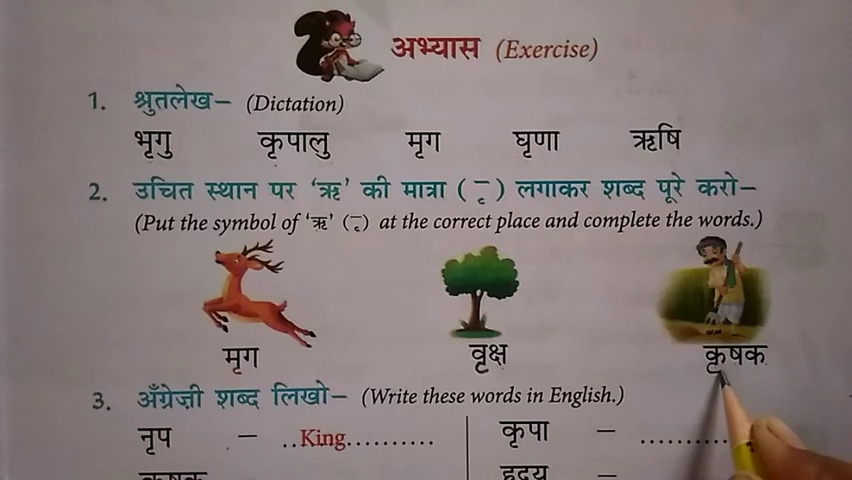 अभ्यास (Exercise)
1. श्रुतलेख– (Dictation)
भृगु कृपालु मृग घृणा ऋषि
2. उचित स्थान पर ‘ऋ’ की मात्रा ( ृ ) लगाकर शब्द पूरे करो–
(Put the symbol of ‘ऋ’ ( ृ ) at the correct place and complete the words.)
मृग वृक्ष कृषक
3. अँग्रेज़ी शब्द लिखो– (Write these words in English.)
नृप – ..King.......... कृपा – ..........
कृषक हृदय –